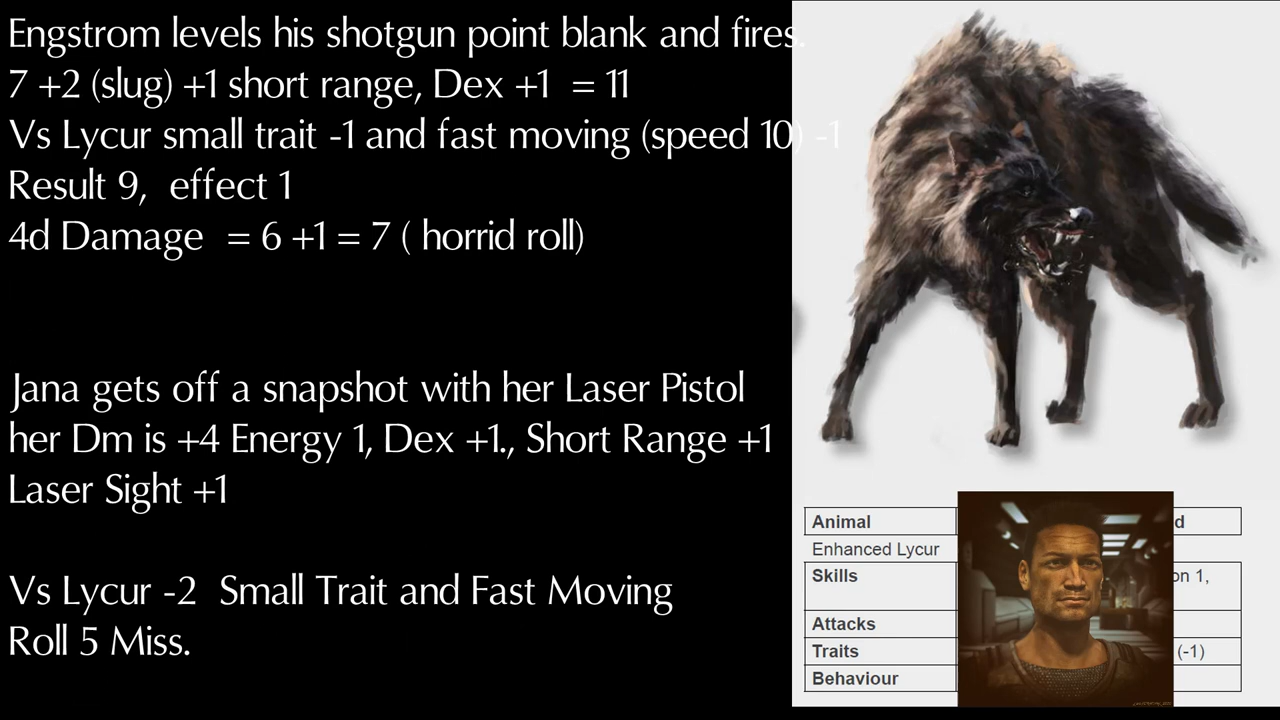 Engstrom levels his shotgun point blank and fires.
7 +2 (slug) +1 short range, Dex +1 = 11
Vs Lycur small trait -1 and fast moving (speed 10) -1
Result 9, effect 1
4d Damage = 6 +1 = 7 ( horrid roll)
Jana gets off a snapshot with her Laser Pistol
her Dm is +4 Energy 1, Dex +1., Short Range +1
Laser Sight +1
Vs Lycur -2 Small Trait and Fast Moving
Roll 5 Miss.
Animal
Enhanced Lycur
Skills 1,
Attacks
Traits (-1)
Behaviour